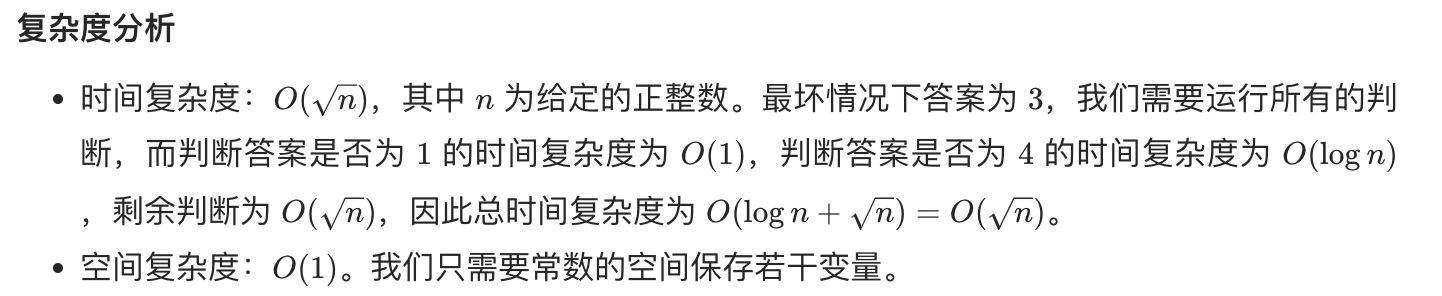 复杂度分析
• 时间复杂度：O(√n)，其中 n 为给定的正整数。最坏情况下答案为 3，我们需要运行所有的判
断，而判断答案是否为 1 的时间复杂度为 O(1)，判断答案是否为 4 的时间复杂度为 O(log n)
，剩余判断为 O(√n)，因此总时间复杂度为 O(log n + √n) = O(√n)。
• 空间复杂度：O(1)。我们只需要常数的空间保存若干变量。